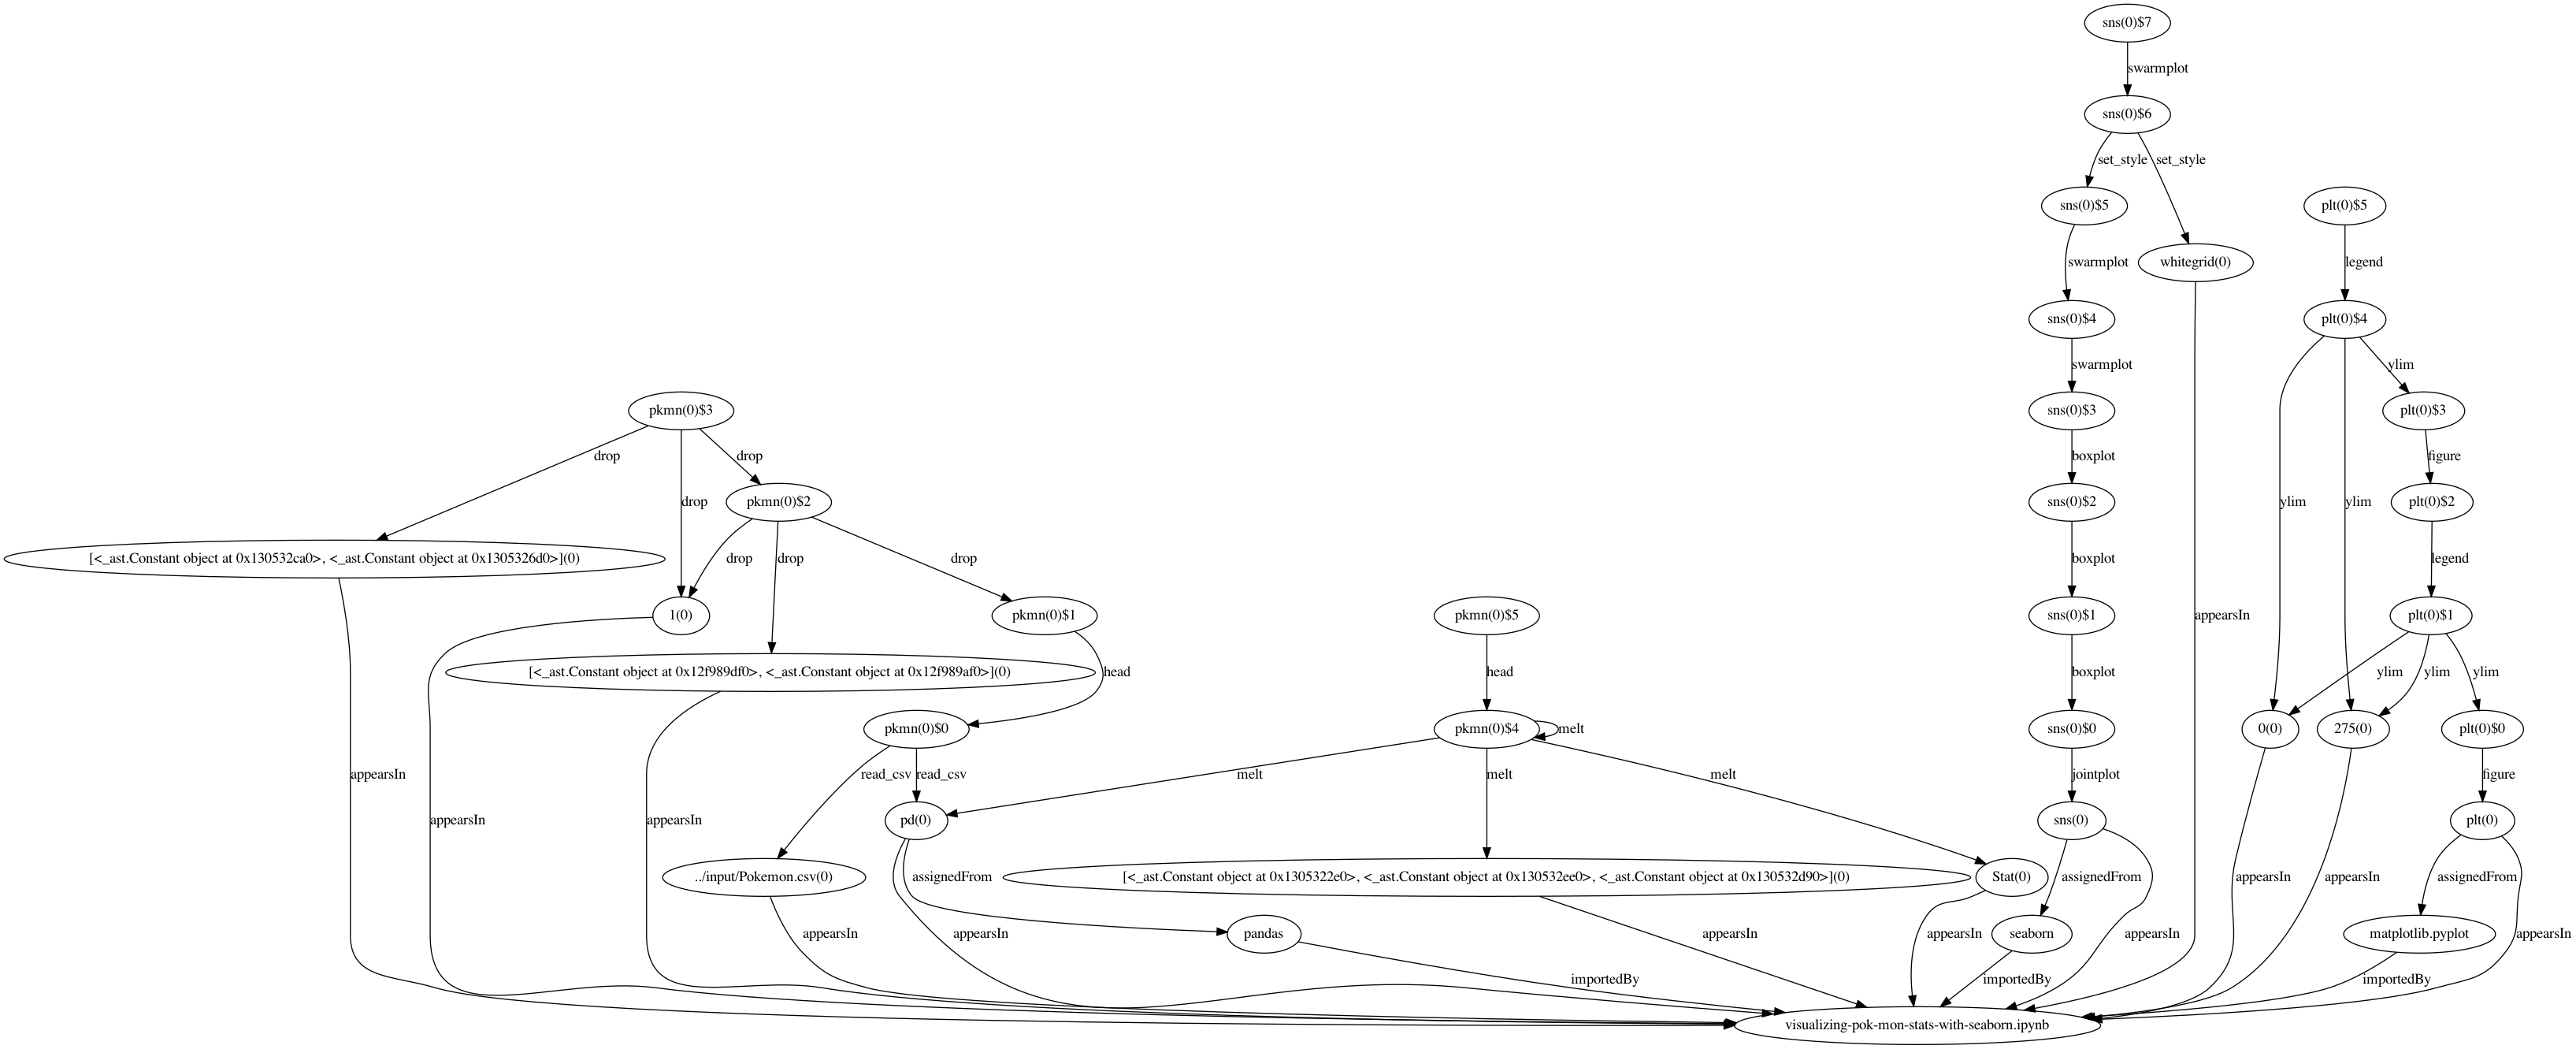 sns(0)$7
swarmplot
sns(0)$6
set_style set_style
sns(0)$5 plt(0)$5
swarmplot whitegrid(0) legend
sns(0)$4 plt(0)$4
swarmplot ylim
pkmn(0)$3 sns(0)$3 plt(0)$3
drop drop boxplot figure
pkmn(0)$2 drop sns(0)$2 ylim ylim plt(0)$2
[<_ast.Constant object at 0x130532ca0>, <_ast.Constant object at 0x1305326d0>](0) drop drop drop boxplot legend
1(0) pkmn(0)$1 pkmn(0)$5 sns(0)$1 appearsIn plt(0)$1
[<_ast.Constant object at 0x12f989df0>, <_ast.Constant object at 0x12f989af0>](0) head head boxplot ylim ylim ylim
pkmn(0)$0 pkmn(0)$4 melt sns(0)$0 0(0) 275(0) plt(0)$0
appearsIn read_csv read_csv melt melt melt jointplot figure
appearsIn appearsIn pd(0) sns(0) plt(0)
../input/Pokemon.csv(0) assignedFrom [<_ast.Constant object at 0x1305322e0>, <_ast.Constant object at 0x130532ee0>, <_ast.Constant object at 0x130532d90>](0) Stat(0) assignedFrom appearsIn appearsIn assignedFrom
appearsIn appearsIn pandas appearsIn appearsIn seaborn appearsIn matplotlib.pyplot appearsIn
importedBy importedBy importedBy
visualizing-pok-mon-stats-with-seaborn.ipynb